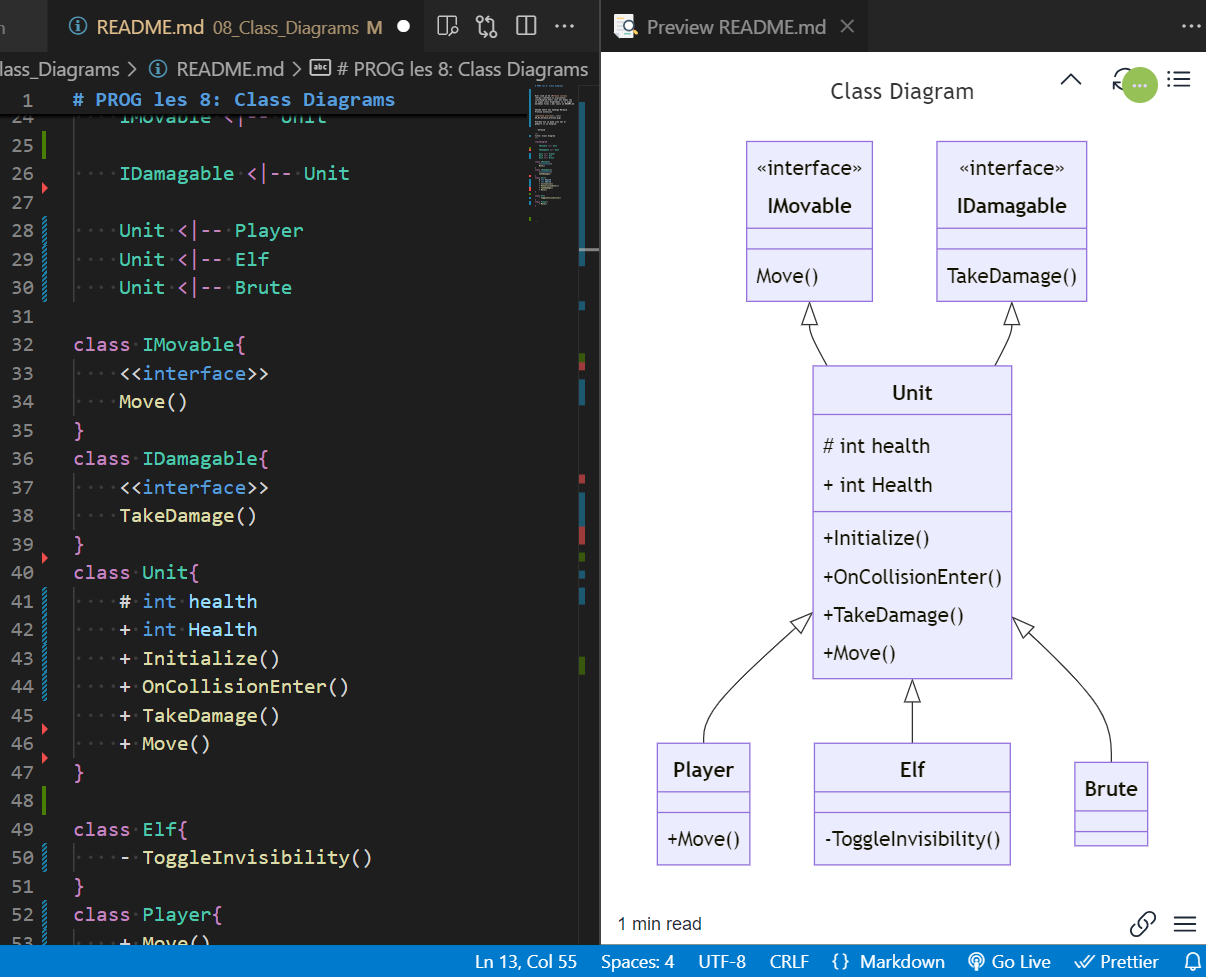 README.md 08_Class_Diagrams M
Preview README.md
lass_Diagrams > README.md > # PROG les 8: Class Diagrams
1 # PROG les 8: Class Diagrams
24 IMovable <|-- Unit
25
26 IDamagable <|-- Unit
27
28 Unit <|-- Player
29 Unit <|-- Elf
30 Unit <|-- Brute
31
32 class IMovable{
33 <<interface>>
34 Move()
35 }
36 class IDamagable{
37 <<interface>>
38 TakeDamage()
39 }
40 class Unit{
41 # int health
42 + int Health
43 + Initialize()
44 + OnCollisionEnter()
45 + TakeDamage()
46 + Move()
47 }
48
49 class Elf{
50 - ToggleInvisibility()
51 }
52 class Player{
53 + Move()
Class Diagram
«interface»
IMovable
Move()
«interface»
IDamagable
TakeDamage()
Unit
# int health
+ int Health
+Initialize()
+OnCollisionEnter()
+TakeDamage()
+Move()
Player
+Move()
Elf
-ToggleInvisibility()
Brute
1 min read
Ln 13, Col 55 Spaces: 4 UTF-8 CRLF {} Markdown Go Live Prettier